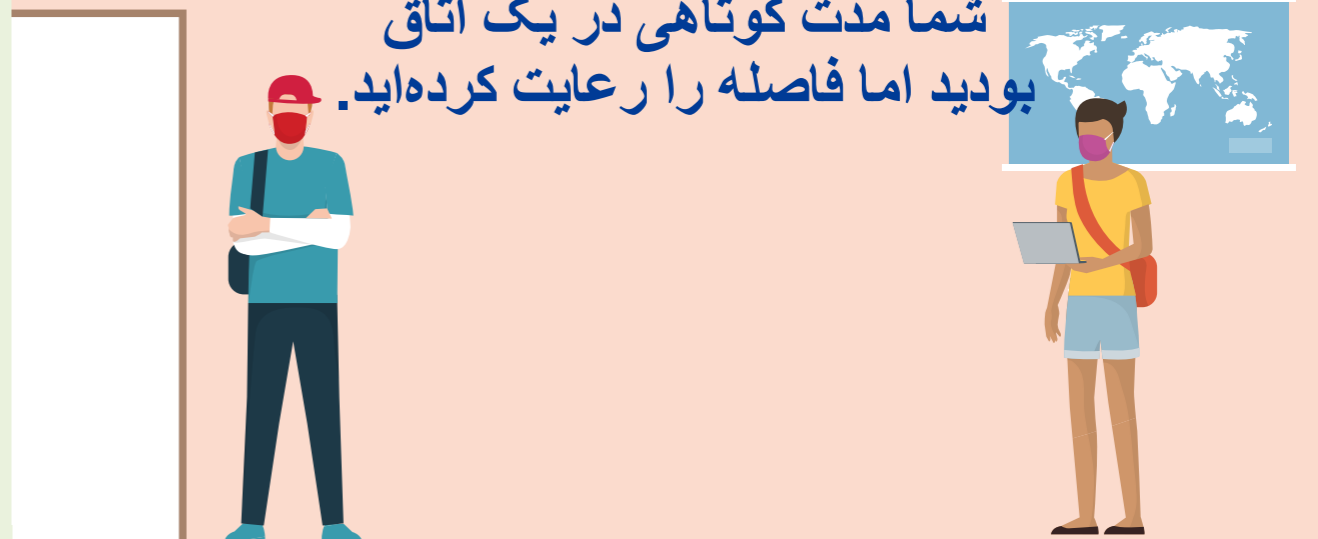 شما مدت کوتاهی در یک اتاق
بودید اما فاصله را رعایت کرده‌اید.